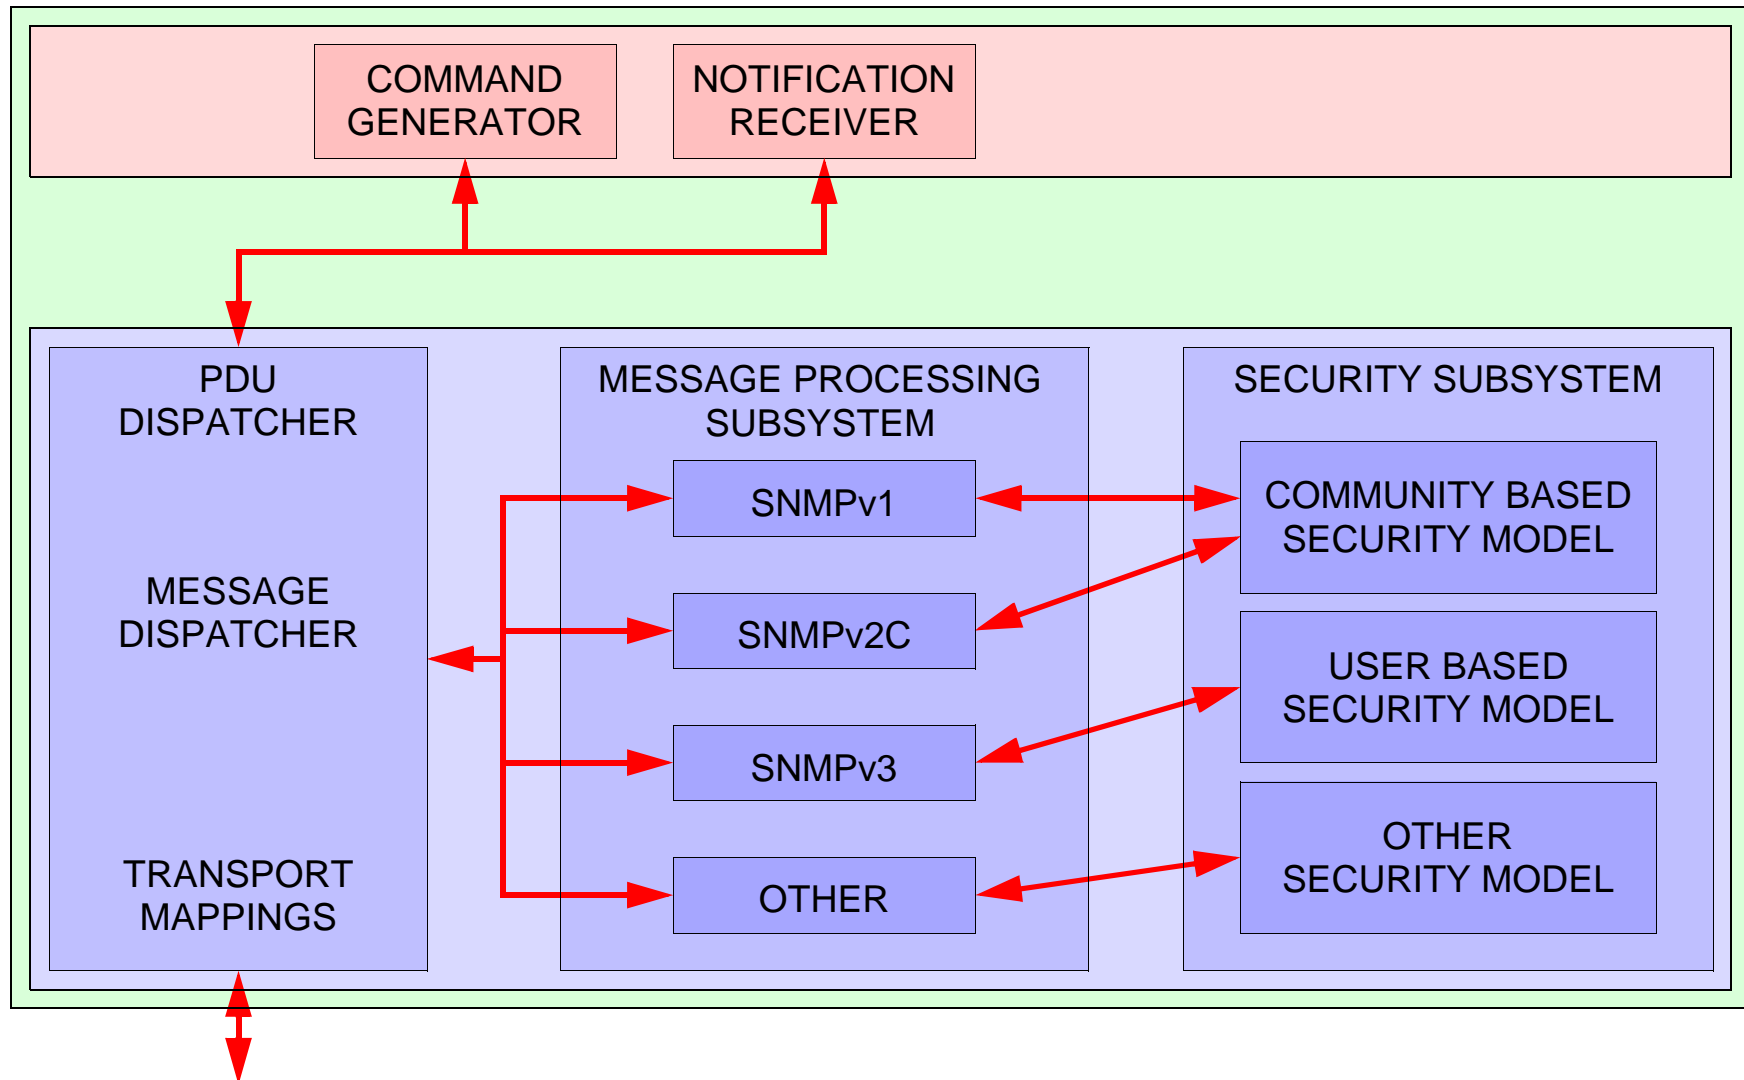 COMMAND
GENERATOR
NOTIFICATION
RECEIVER
PDU
DISPATCHER
MESSAGE
DISPATCHER
TRANSPORT
MAPPINGS
MESSAGE PROCESSING
SUBSYSTEM
SNMPv1
SNMPv2C
SNMPv3
OTHER
SECURITY SUBSYSTEM
COMMUNITY BASED
SECURITY MODEL
USER BASED
SECURITY MODEL
OTHER
SECURITY MODEL